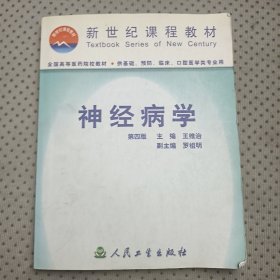 新世纪课程教材
Textbook Series of New Century
全国高等医药院校教材·供基础、预防、临床、口腔医学类专业用
神经病学
第四版 主编 王维治
副主编 罗祖明
人民卫生出版社